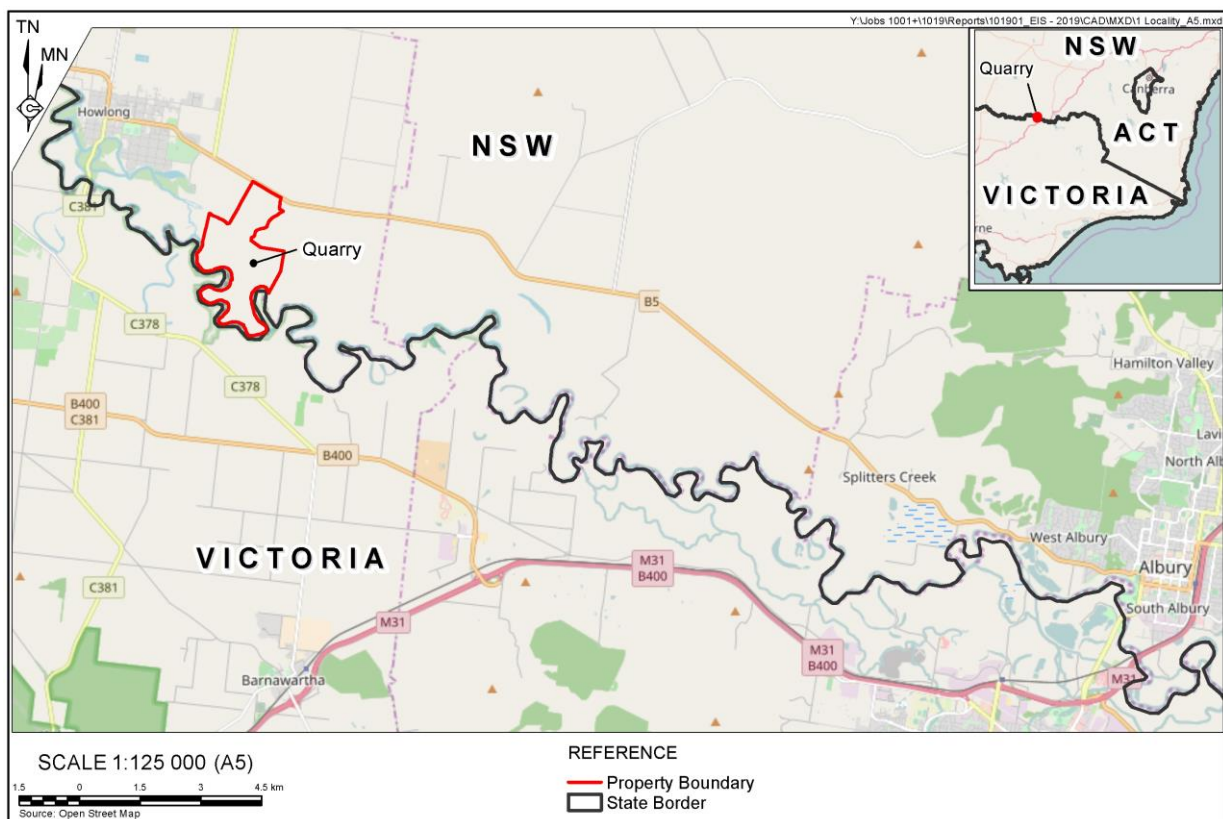 Y:\Jobs 1001+\1019\Reports\101901_EIS - 2019\CAD\MXD\1 Locality_A5.mxd
TN
MN
NSW
Quarry
Canberra
ACT
VICTORIA
rne
Howlong
NSW
C381
Quarry
B5
C378
Hamilton Valley
C378
B400
C381
Lavi
B400
North Alb
Splitters Creek
West Albury
Albury
VICTORIA
M31
B400
C381
South Albury
M31
M31
B400
M31
Barnawartha
SCALE 1:125 000 (A5)
1.5 0 1.5 3 4.5 km
Source: Open Street Map
REFERENCE
Property Boundary
State Border